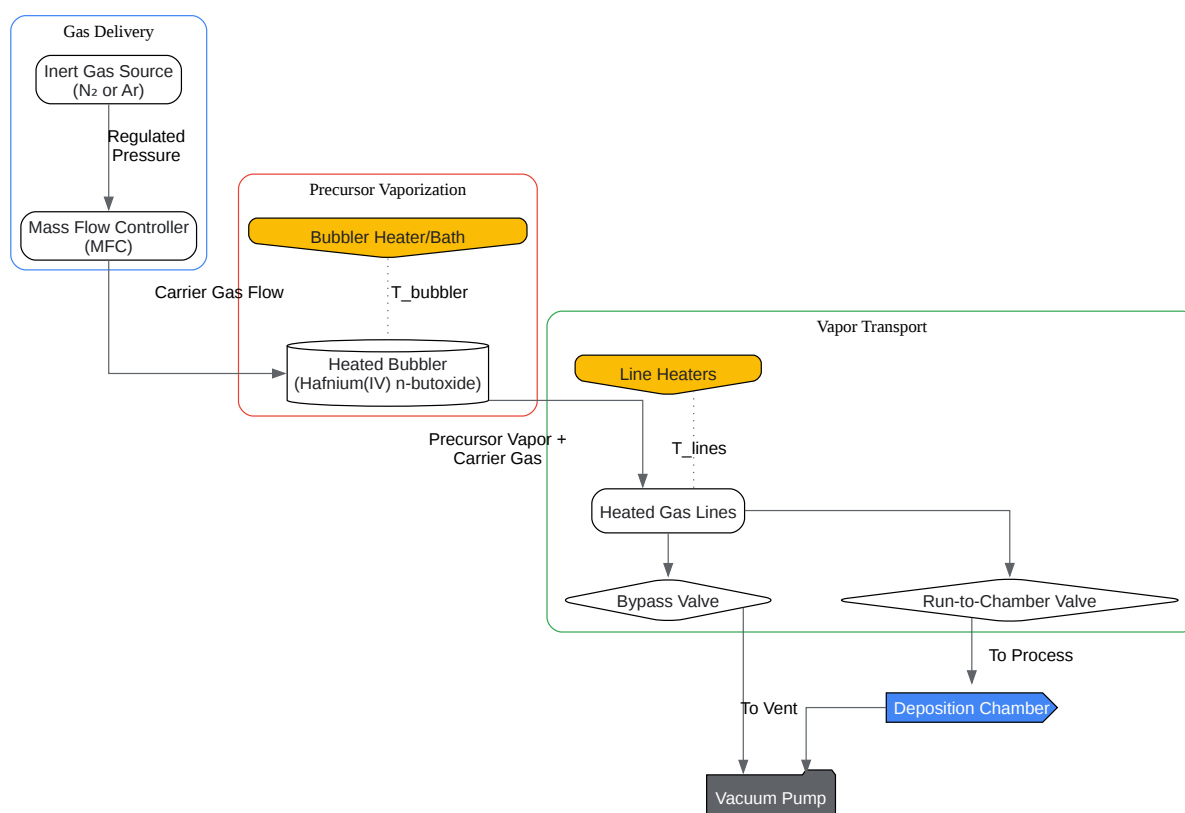 Gas Delivery
Inert Gas Source
(N₂ or Ar)
Regulated
Pressure
Mass Flow Controller
(MFC)
Carrier Gas Flow
Precursor Vaporization
Bubbler Heater/Bath
T_bubbler
Heated Bubbler
(Hafnium(IV) n-butoxide)
Precursor Vapor +
Carrier Gas
Vapor Transport
Line Heaters
T_lines
Heated Gas Lines
Bypass Valve
Run-to-Chamber Valve
To Process
To Vent
Deposition Chamber
Vacuum Pump